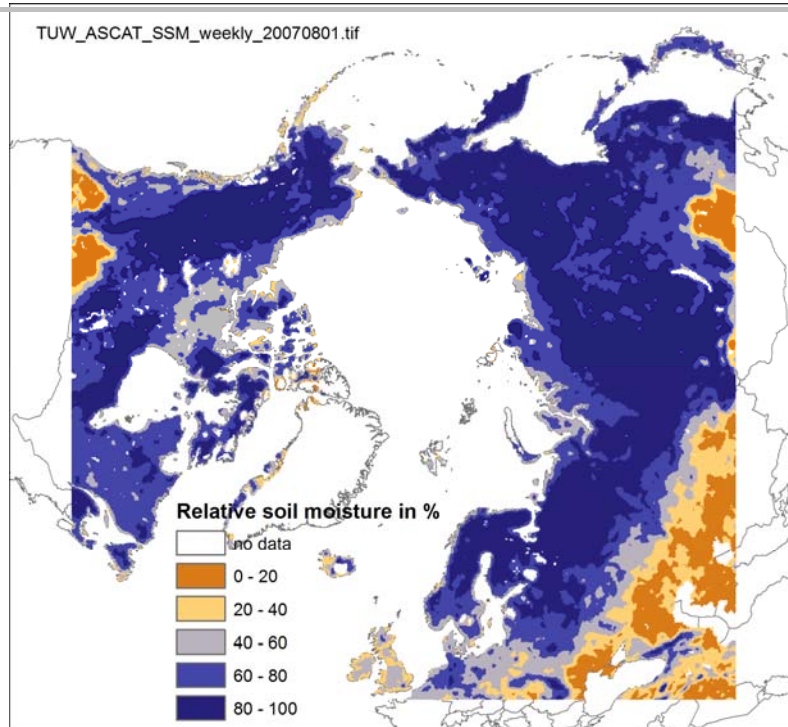 TUW_ASCAT_SSM_weekly_20070801.tif
Relative soil moisture in %
no data
0 - 20
20 - 40
40 - 60
60 - 80
80 - 100